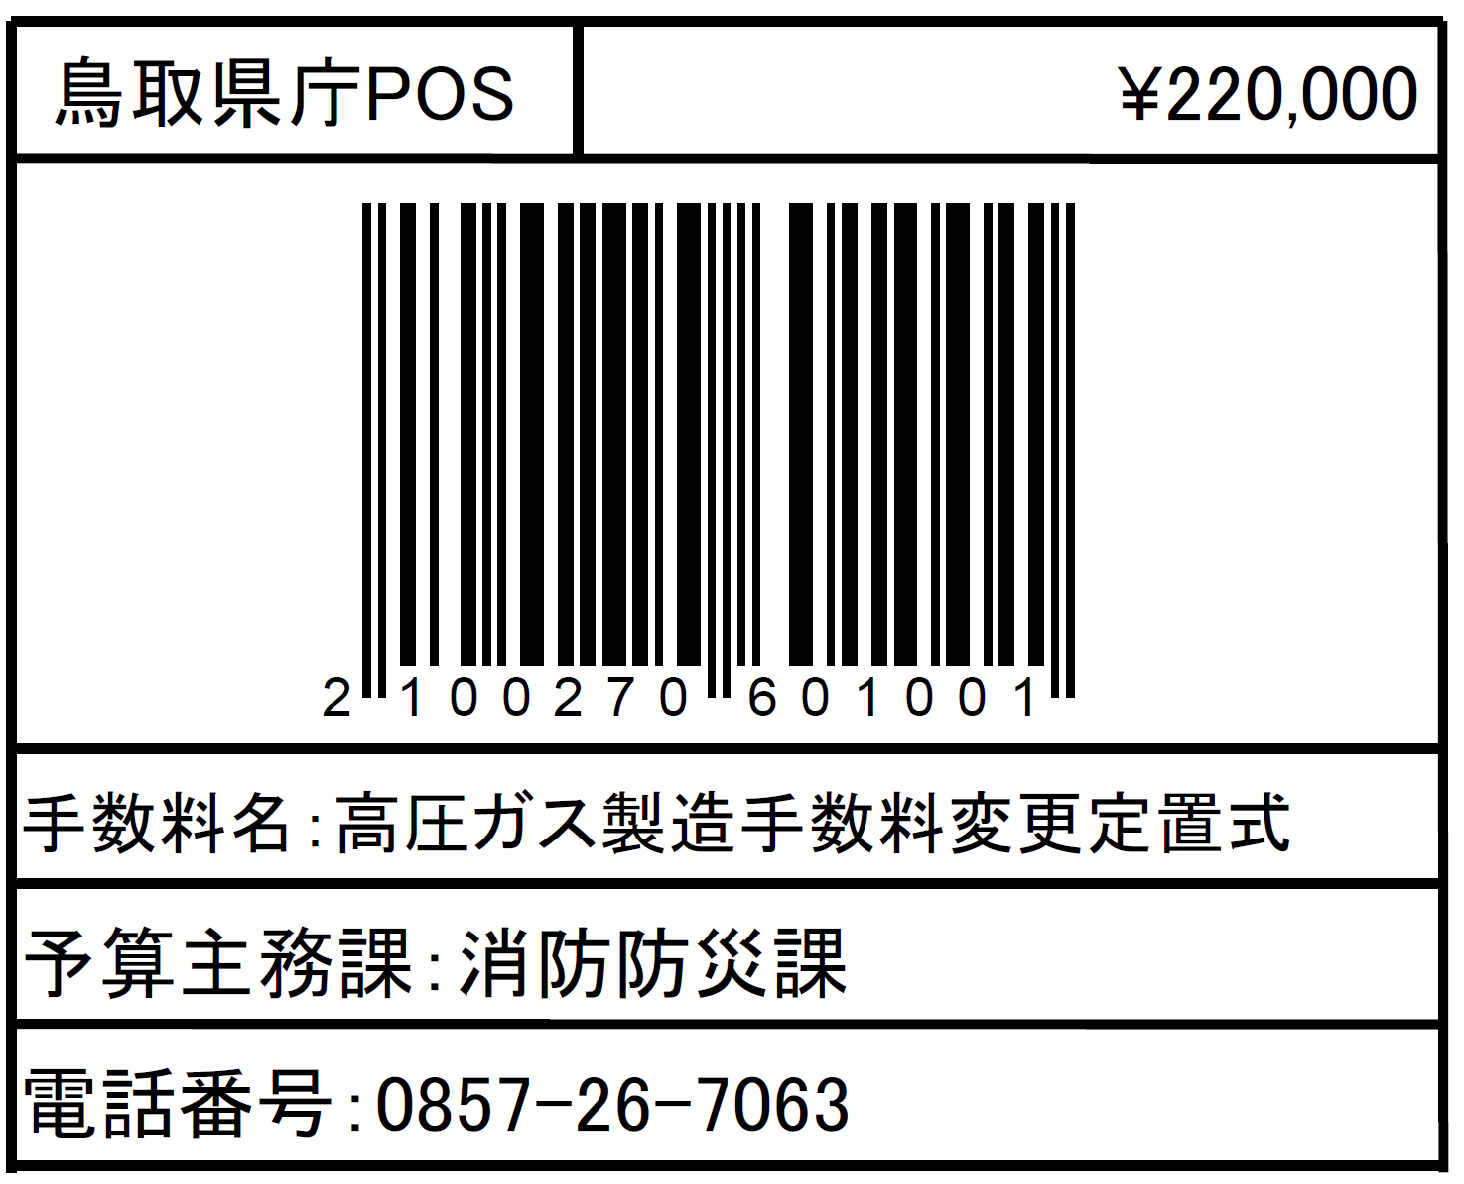 鳥取県庁POS
¥220,000
2 100270 601001
手数料名:高圧ガス製造手数料変更定置式
予算主務課:消防防災課
電話番号:0857-26-7063